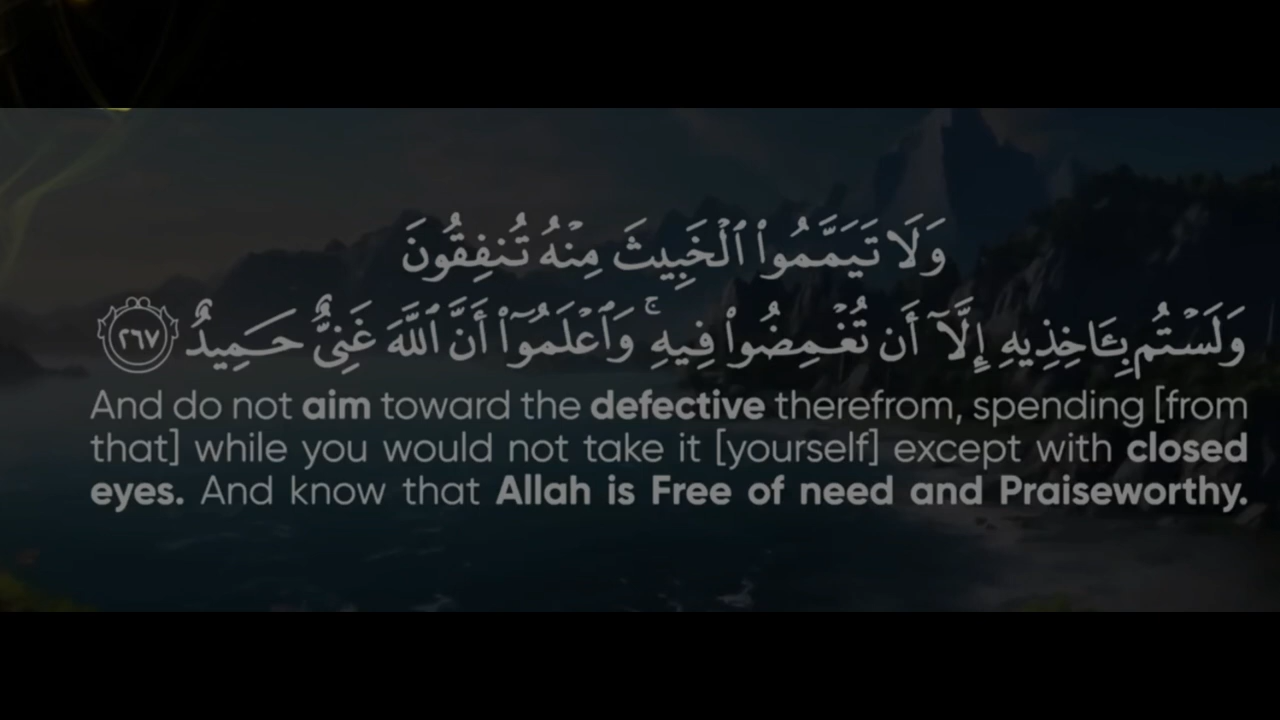 وَلَا تَيَمَّمُوا۟ ٱلْخَبِيثَ مِنْهُ تُنفِقُونَ
وَلَسْتُم بِـَٔاخِذِيهِ إِلَّآ أَن تُغْمِضُوا۟ فِيهِ ۚ وَٱعْلَمُوٓا۟ أَنَّ ٱللَّهَ غَنِىٌّ حَمِيدٌ ٢٦٧
And do not aim toward the defective therefrom, spending [from
that] while you would not take it [yourself] except with closed
eyes. And know that Allah is Free of need and Praiseworthy.